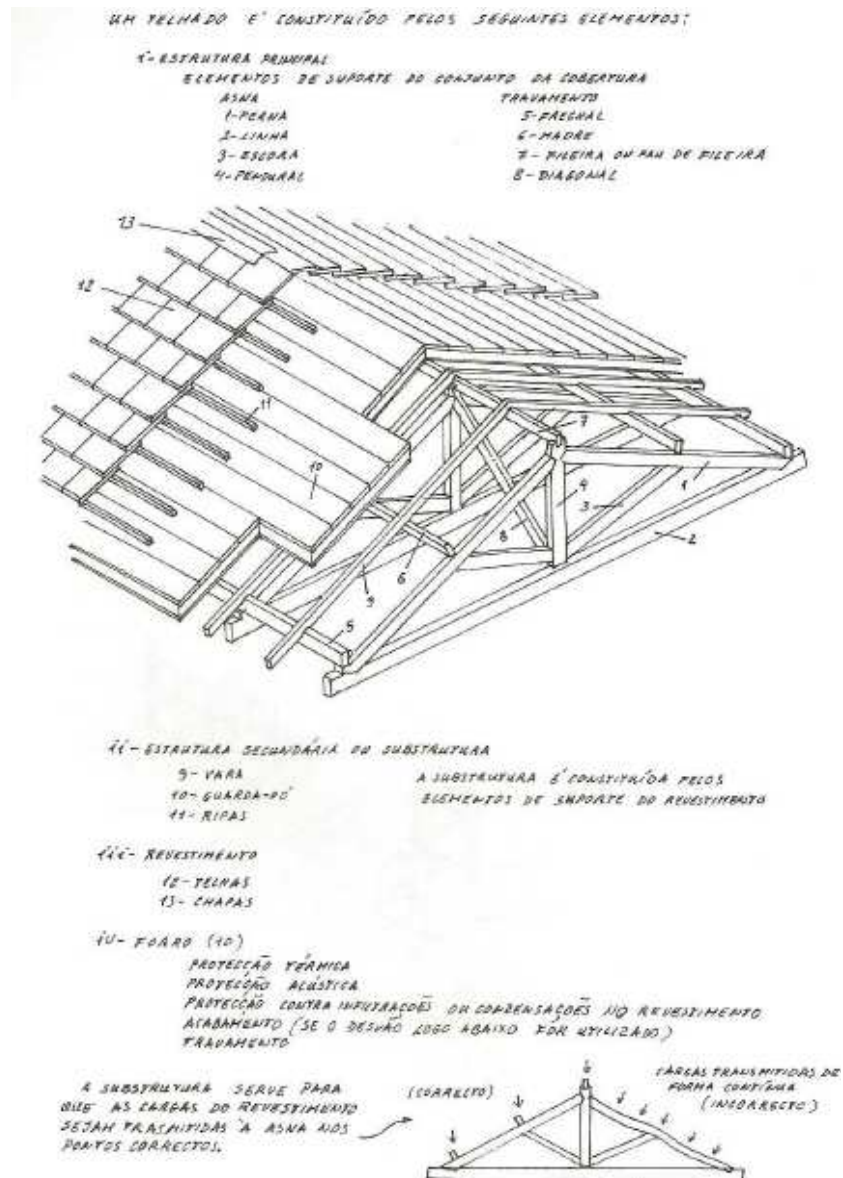 UM TELHADO E' CONSTITUÍDO PELOS SEGUINTES ELEMENTOS:
i- ESTRUTURA PRINCIPAL
ELEMENTOS DE SUPORTE DO CONJUNTO DA COBERTURA
ASNA
1-PERNA
2-LINHA
3-ESCORA
4-PENDURAL
TRAVAMENTO
5-FRECHAL
6-MADRE
7-FILEIRA OU PAU DE FILEIRA
8-DIAGONAL
13
12
11
10
7
4
1
3
2
8
6
9
5
ii- ESTRUTURA SECUNDÁRIA OU SUBSTRUTURA
9-VARA
10-GUARDA-PÓ
11-RIPAS
A SUBSTRUTURA E' CONSTITUÍDA PELOS
ELEMENTOS DE SUPORTE DO REVESTIMENTO
iii- REVESTIMENTO
12-TELHAS
13-CHAPAS
iv- FORRO (10)
PROTECÇÃO TÉRMICA
PROTECÇÃO ACÚSTICA
PROTECÇÃO CONTRA INFILTRAÇÕES OU CONDENSAÇÕES NO REVESTIMENTO
ACABAMENTO (SE O DESVÃO LOGO ABAIXO FOR UTILIZADO)
TRAVAMENTO
A SUBSTRUTURA SERVE PARA
QUE AS CARGAS DO REVESTIMENTO
SEJAM TRASMITIDAS À ASNA NOS
PONTOS CORRECTOS.
(CORRECTO)
CARGAS TRANSMITIDAS DE
FORMA CONTÍNUA
(INCORRECTO)